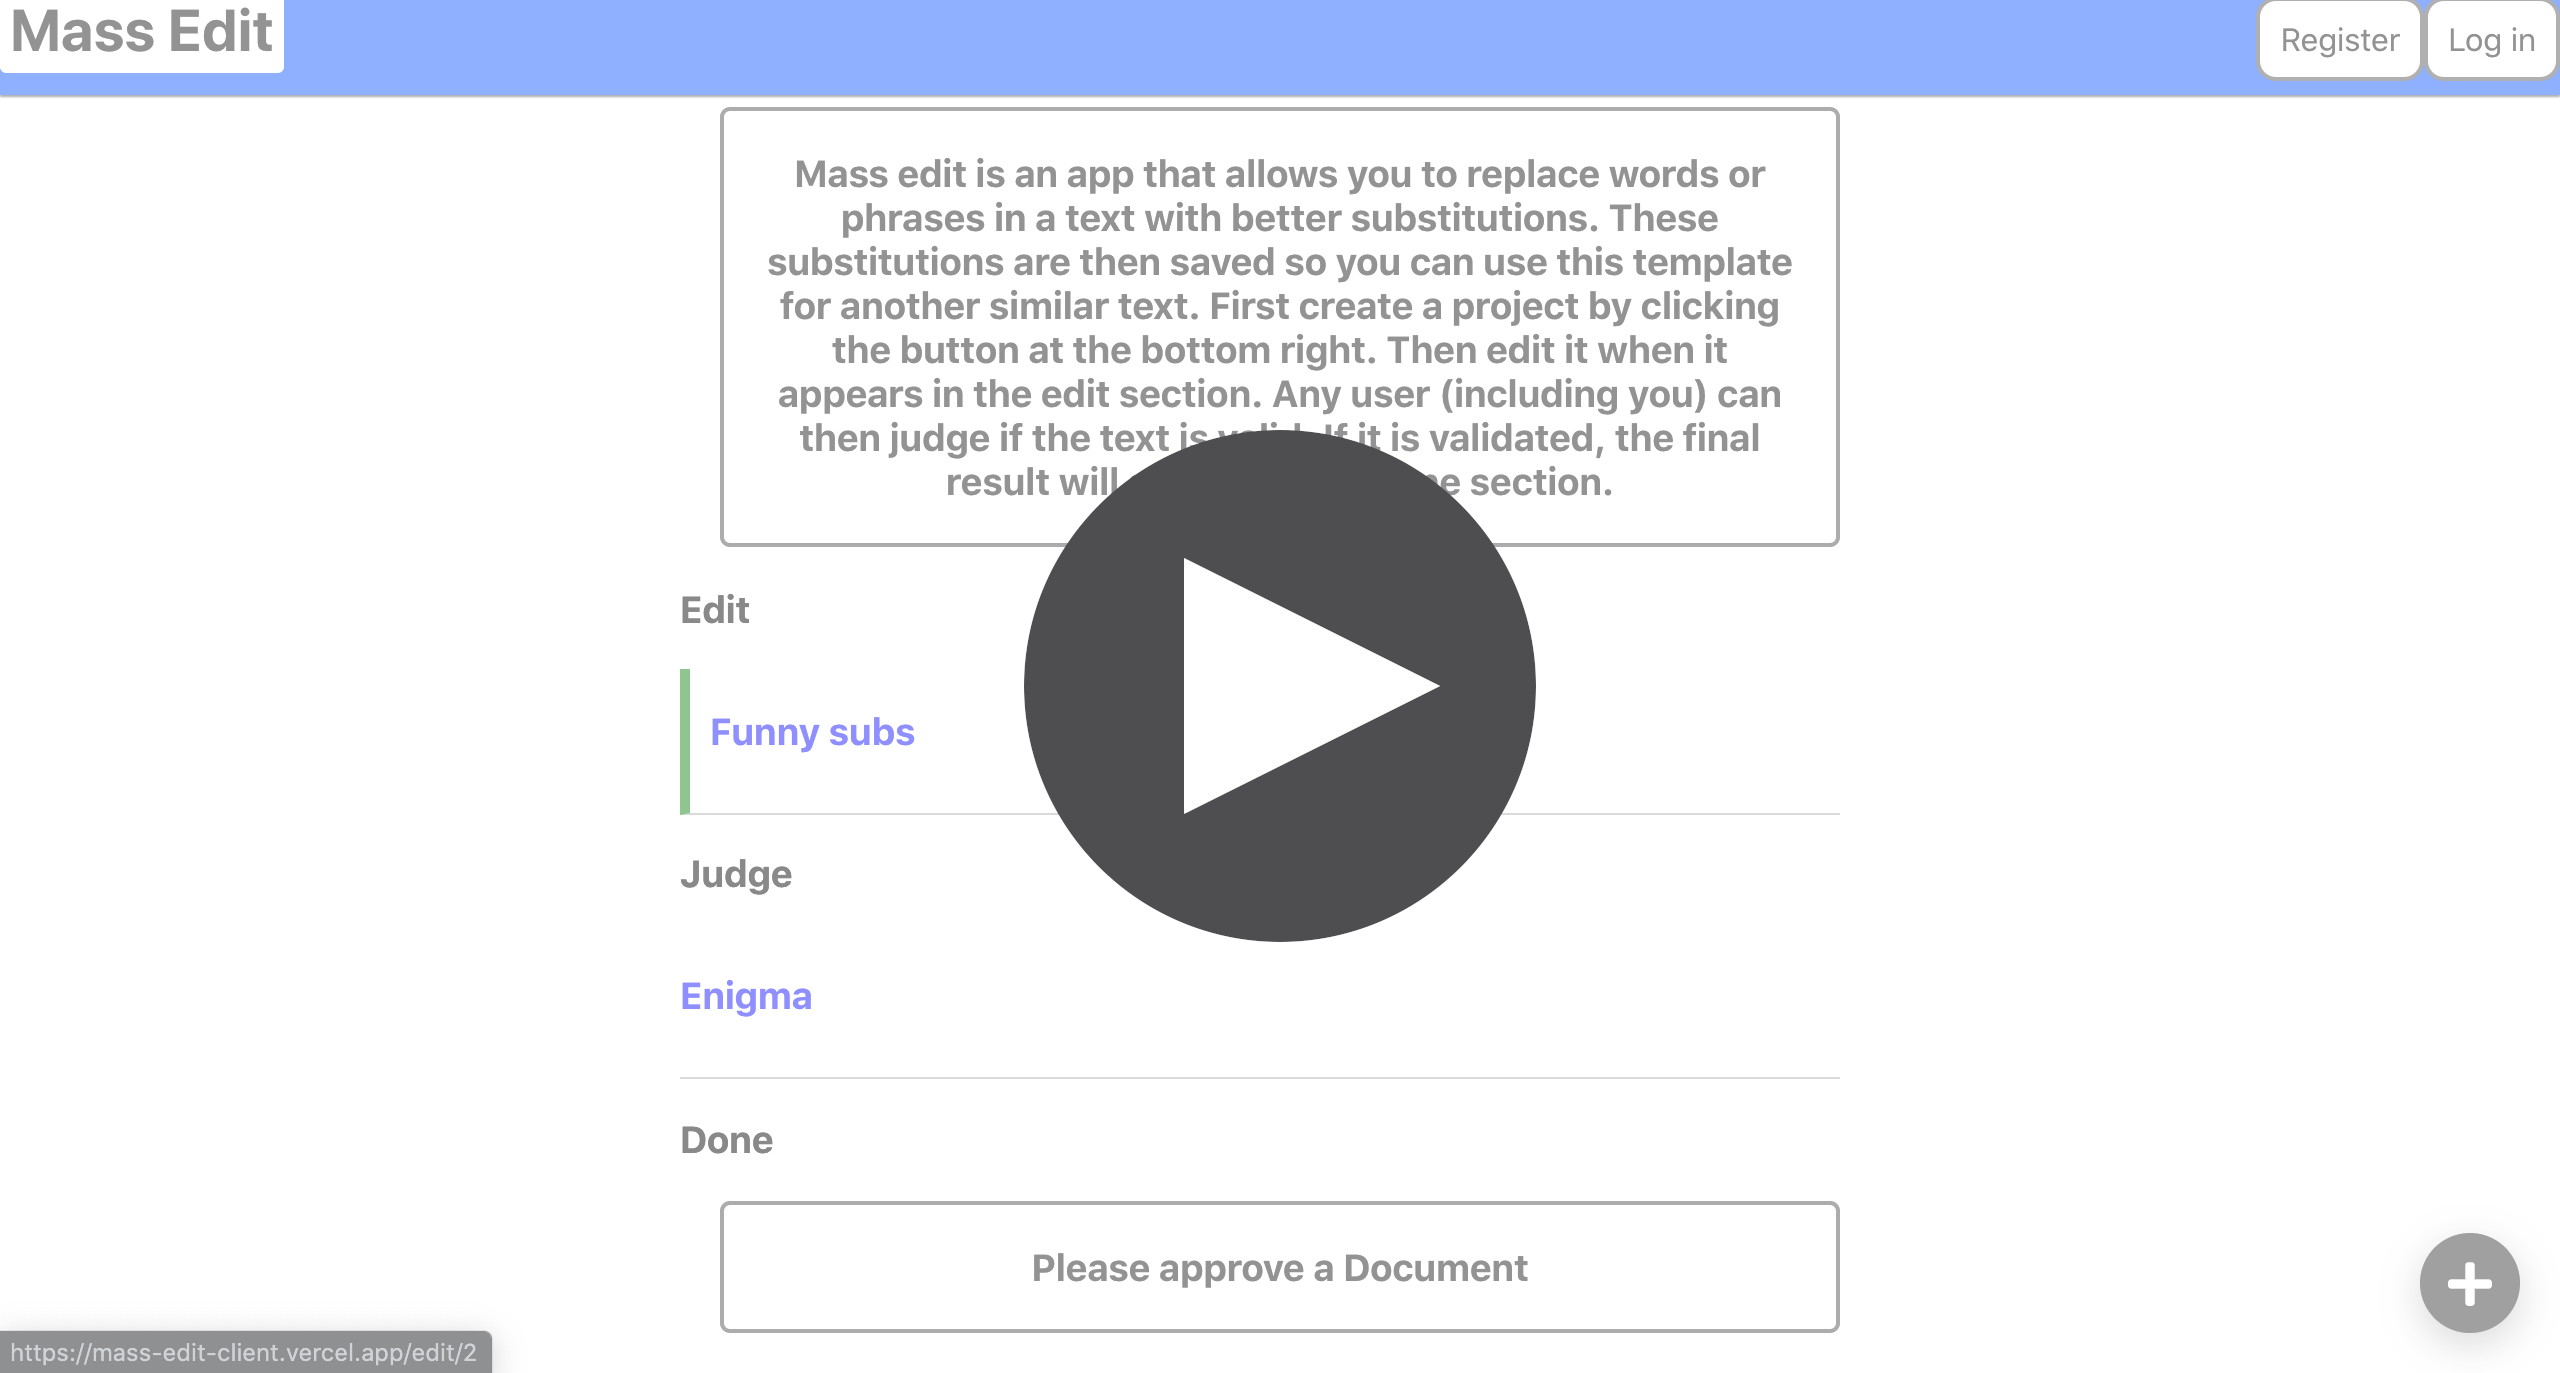 Mass Edit
Register
Log in
Mass edit is an app that allows you to replace words or
phrases in a text with better substitutions. These
substitutions are then saved so you can use this template
for another similar text. First create a project by clicking
the button at the bottom right. Then edit it when it
appears in the edit section. Any user (including you) can
then judge if the text is valid. If it is validated, the final
result will section.
Edit
Funny subs
Judge
Enigma
Done
Please approve a Document
https://mass-edit-client.vercel.app/edit/2